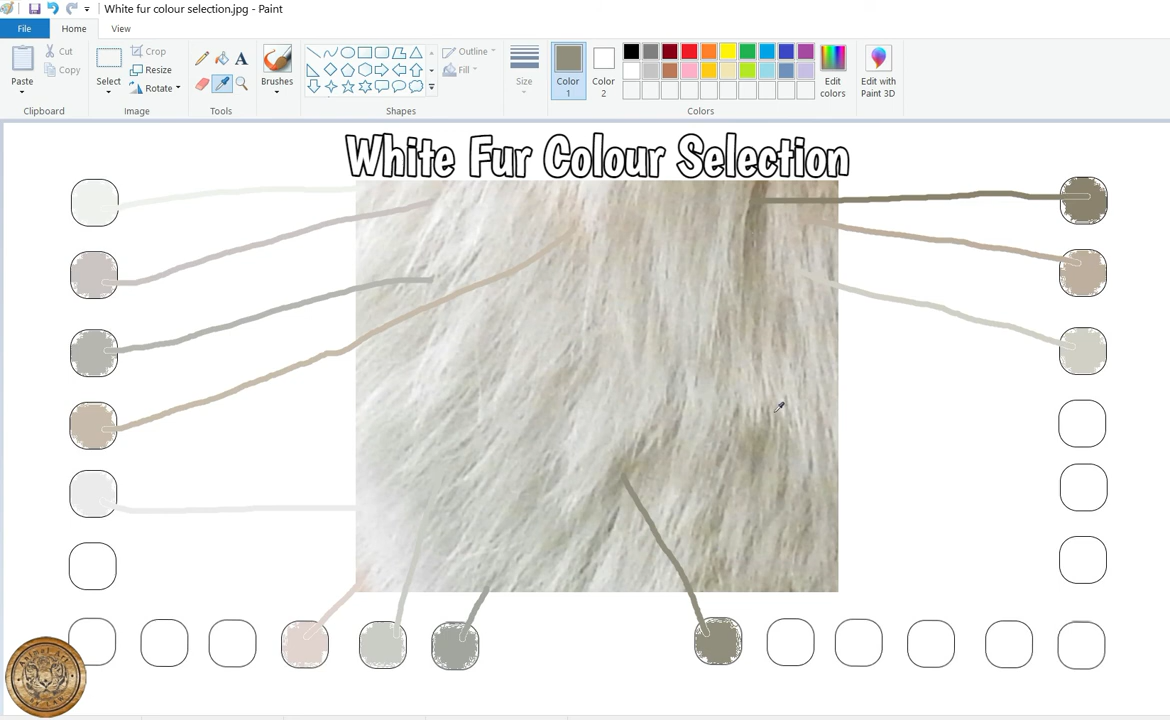 White fur colour selection.jpg - Paint
File Home View
Paste
Cut
Copy
Clipboard
Select
Crop
Resize
Rotate
Image
Tools
Brushes
Shapes
Outline
Fill
Size
Color 1
Color 2
Colors
Edit colors
Edit with Paint 3D
White Fur Colour Selection
Animal Art